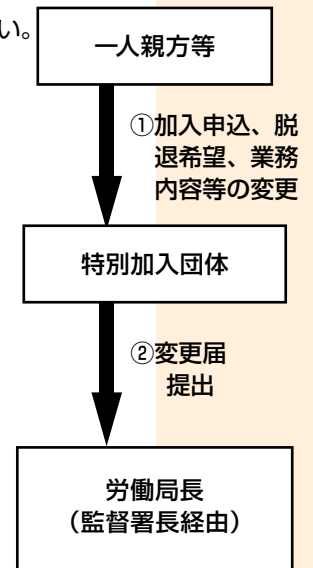 い。
一人親方等
①加入申込、脱
退希望、業務
内容等の変更
特別加入団体
②変更届
提出
労働局長
（監督署長経由）